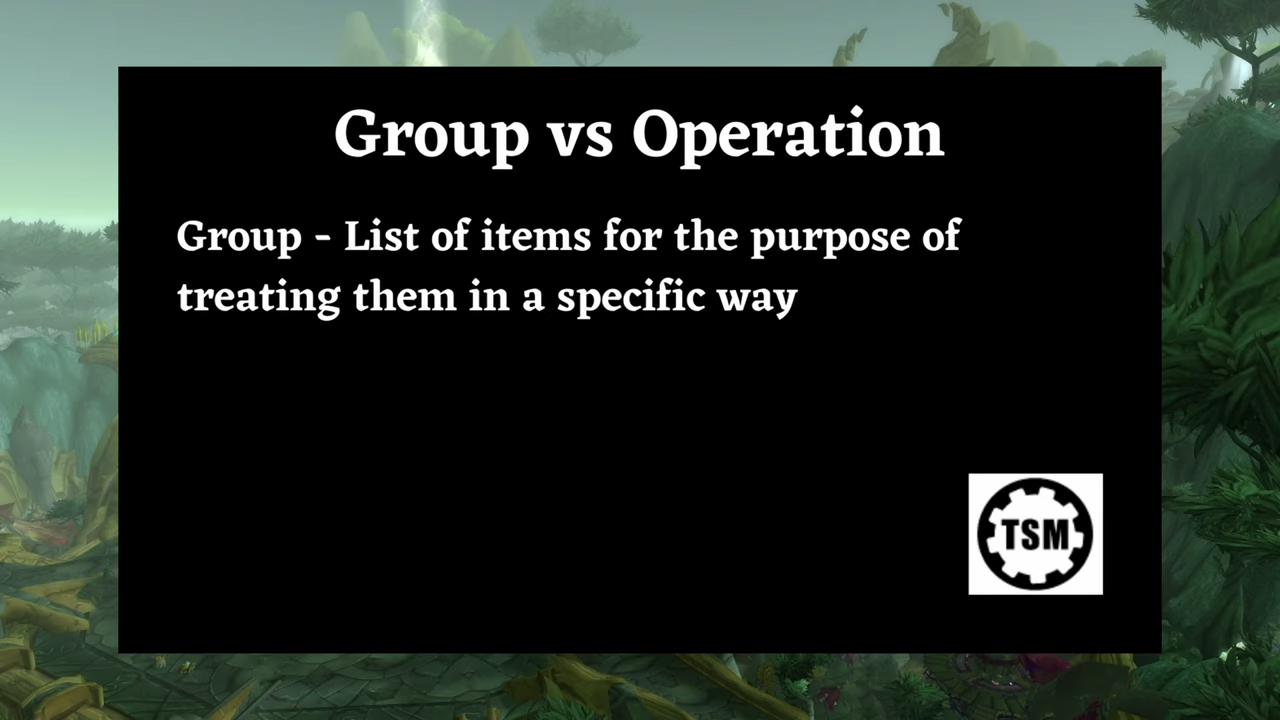 Group vs Operation
Group - List of items for the purpose of
treating them in a specific way
TSM